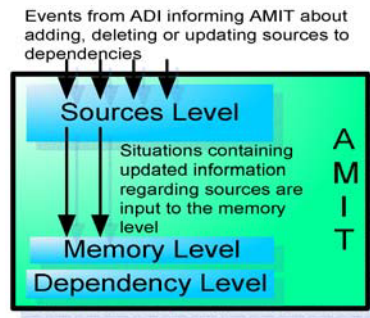 Events from ADI informing AMIT about
adding, deleting or updating sources to
dependencies
Sources Level
Situations containing
updated information
regarding sources are
input to the memory
level
A
M
I
T
Memory Level
Dependency Level